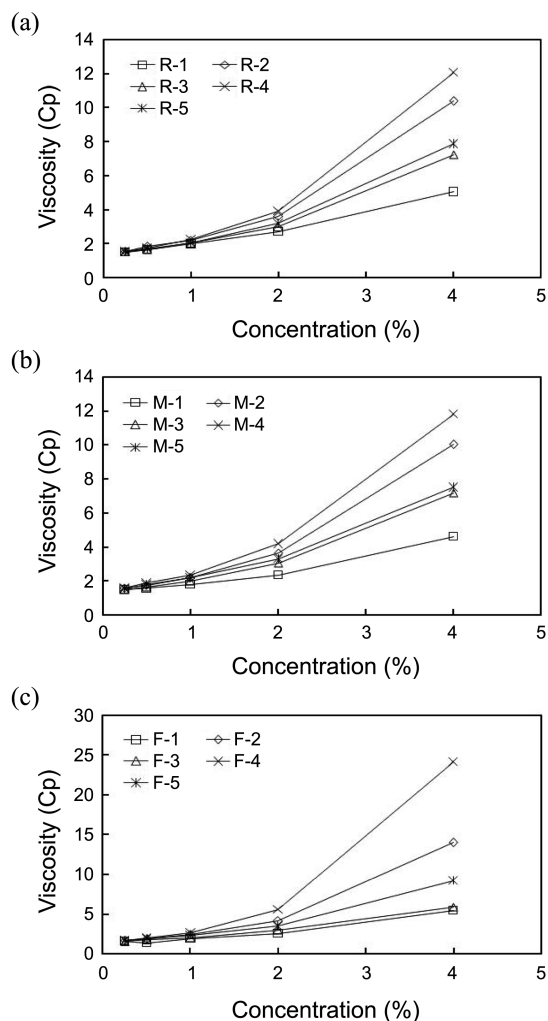 (a)
14
12
10
8
6
4
2
0
Viscosity (Cp)
R-1 R-2
R-3 R-4
R-5
0 1 2 3 4 5
Concentration (%)
(b)
14
12
10
8
6
4
2
0
Viscosity (Cp)
M-1 M-2
M-3 M-4
M-5
0 1 2 3 4 5
Concentration (%)
(c)
30
25
20
15
10
5
0
Viscosity (Cp)
F-1 F-2
F-3 F-4
F-5
0 1 2 3 4 5
Concentration (%)